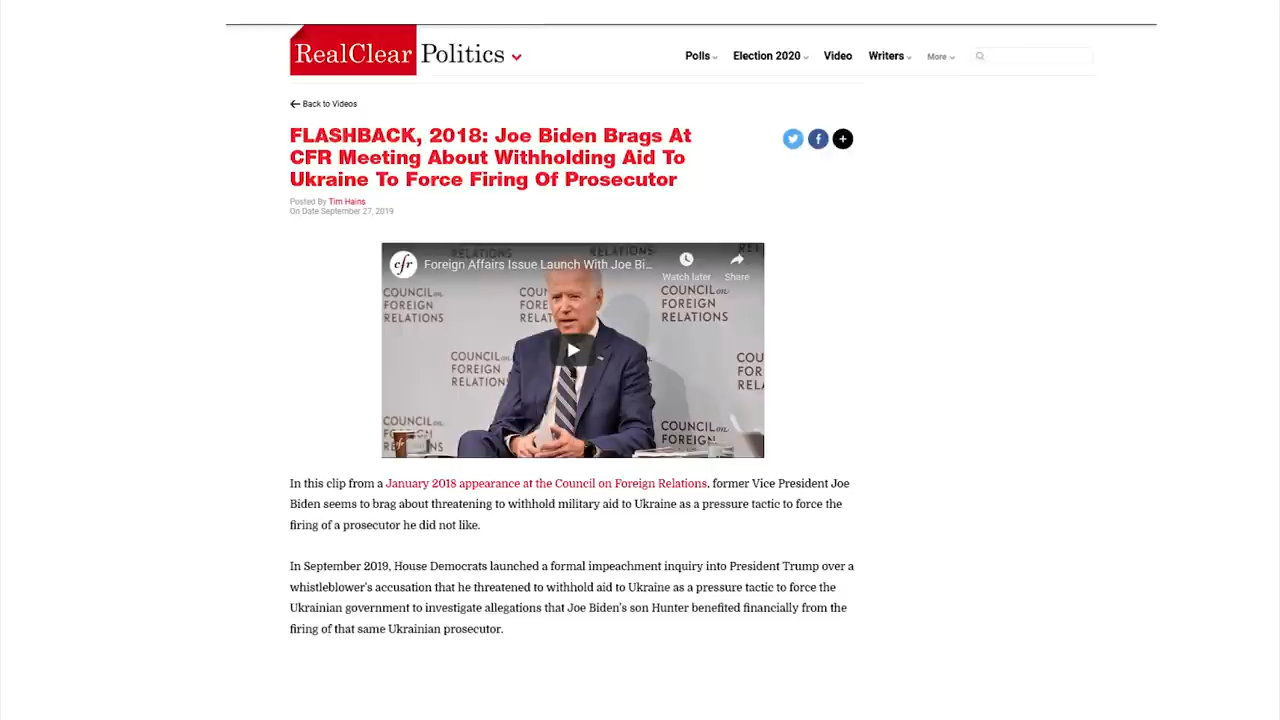 RealClear Politics
Polls Election 2020 Video Writers More
Back to Videos
FLASHBACK, 2018: Joe Biden Brags At
CFR Meeting About Withholding Aid To
Ukraine To Force Firing Of Prosecutor
Posted By Tim Hains
On Date September 27, 2019
cfr Foreign Affairs Issue Launch With Joe Bi...
Watch later Share
COUNCIL on
FOREIGN
RELATIONS
COUNCIL on
FOREIGN
RELATIONS
COUNCIL
FOREIGN
RELATIONS
COUNCIL on
FOREIGN
COUNCIL on
FOREIGN
In this clip from a January 2018 appearance at the Council on Foreign Relations, former Vice President Joe
Biden seems to brag about threatening to withhold military aid to Ukraine as a pressure tactic to force the
firing of a prosecutor he did not like.
In September 2019, House Democrats launched a formal impeachment inquiry into President Trump over a
whistleblower's accusation that he threatened to withhold aid to Ukraine as a pressure tactic to force the
Ukrainian government to investigate allegations that Joe Biden's son Hunter benefited financially from the
firing of that same Ukrainian prosecutor.